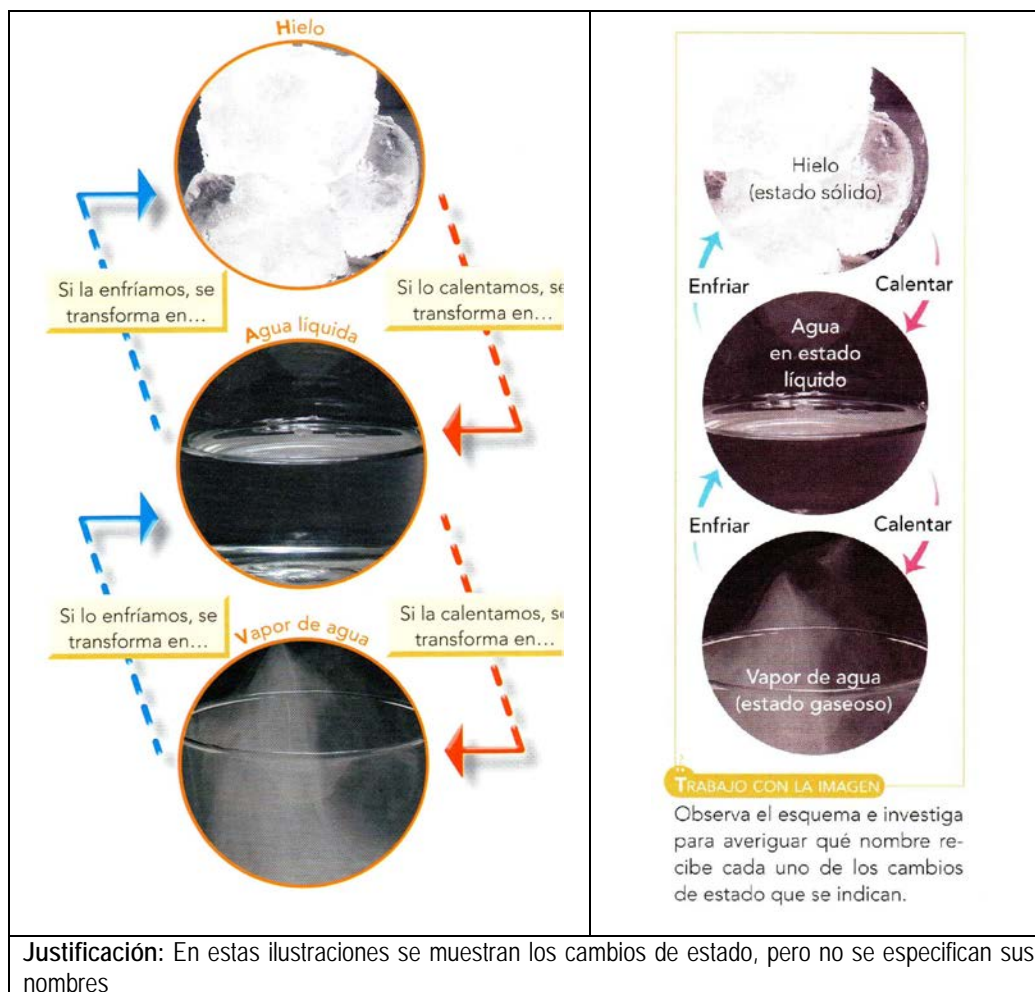 Hielo
Si la enfríamos, se
transforma en...
Si lo calentamos, se
transforma en...
Agua líquida
Si lo enfríamos, se
transforma en...
Si la calentamos, se
transforma en...
Vapor de agua
Hielo
(estado sólido)
Enfriar
Calentar
Agua
en estado
líquido
Enfriar
Calentar
Vapor de agua
(estado gaseoso)
TRABAJO CON LA IMAGEN
Observa el esquema e investiga
para averiguar qué nombre re-
cibe cada uno de los cambios
de estado que se indican.
Justificación: En estas ilustraciones se muestran los cambios de estado, pero no se especifican sus
nombres